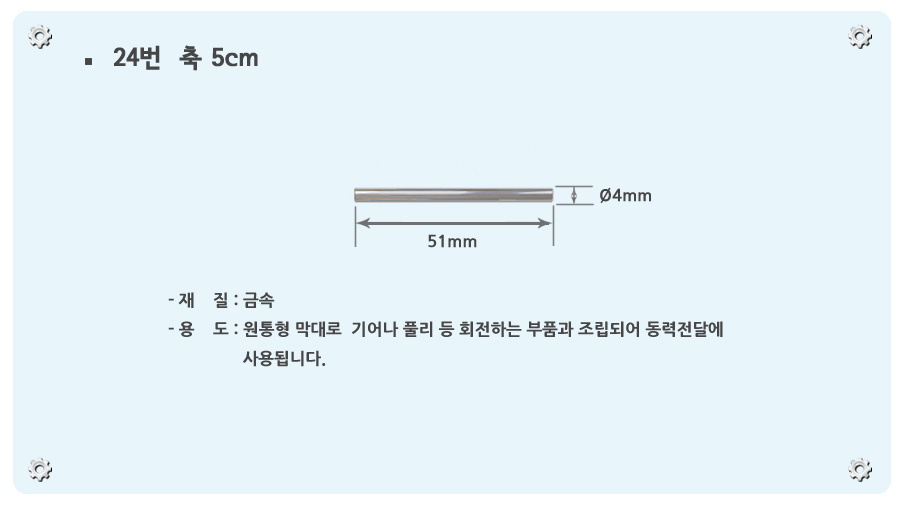 ▪ 24번 축 5cm
Ø4mm
51mm
- 재 질 : 금속
- 용 도 : 원통형 막대로 기어나 풀리 등 회전하는 부품과 조립되어 동력전달에
사용됩니다.